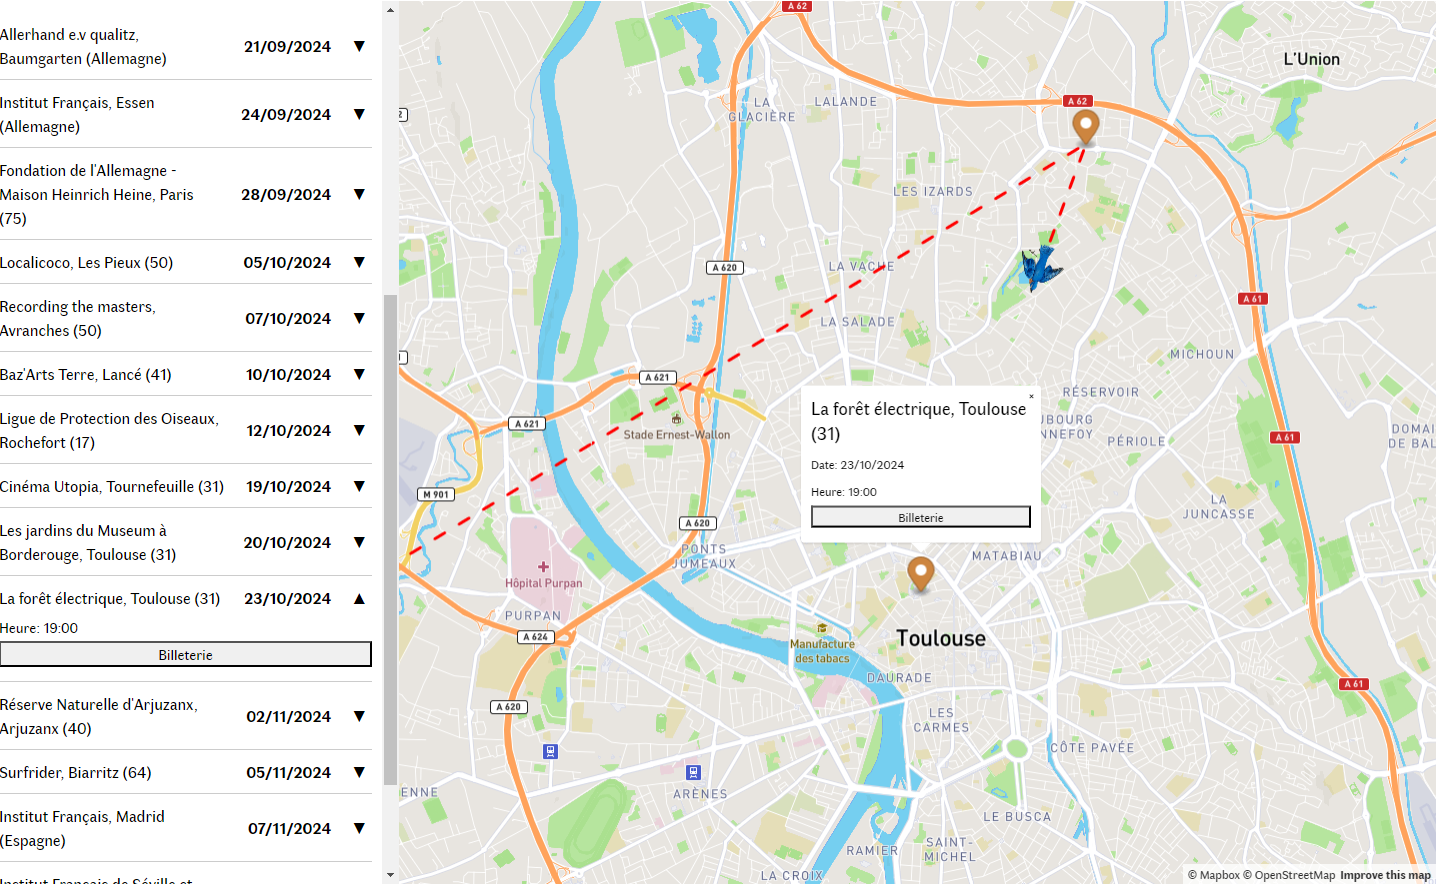 Allerhand e.v qualitz,
Baumgarten (Allemagne)
21/09/2024 ▼
Institut Français, Essen
(Allemagne)
24/09/2024 ▼
Fondation de l'Allemagne -
Maison Heinrich Heine, Paris
(75)
28/09/2024 ▼
Localicoco, Les Pieux (50)
05/10/2024 ▼
Recording the masters,
Avranches (50)
07/10/2024 ▼
Baz'Arts Terre, Lancé (41)
10/10/2024 ▼
Ligue de Protection des Oiseaux,
Rochefort (17)
12/10/2024 ▼
Cinéma Utopia, Tournefeuille (31)
19/10/2024 ▼
Les jardins du Museum à
Borderouge, Toulouse (31)
20/10/2024 ▼
La forêt électrique, Toulouse (31)
23/10/2024 ▲
Heure: 19:00
Billeterie
Réserve Naturelle d'Arjuzanx,
Arjuzanx (40)
02/11/2024 ▼
Surfrider, Biarritz (64)
05/11/2024 ▼
Institut Français, Madrid
(Espagne)
07/11/2024 ▼
Institut Français de Séville et
A 62
L'Union
LA
GLACIÈRE
LALANDE
A 62
2
LES IZARDS
A 620
LA VACHE
A 61
LA SALADE
MICHOUN
A 621
RÉSERVOIR
A 621
Stade Ernest-Wallon
La forêt électrique, Toulouse
(31)
Date: 23/10/2024
Heure: 19:00
Billeterie
×
UBOURG
NNEFOY
PÉRIOLE
A 61
DOMAI
DE BAL
M 901
A 620
LA
JUNCASSE
PONTS
JUMEAUX
MATABIAU
Hôpital Purpan
PURPAN
A 624
Manufacture
des tabacs
Toulouse
DAURADE
A 61
A 620
LES
CARMES
CÔTE PAVÉE
ENNE
ARÈNES
LE BUSCA
RAMIER
SAINT-
MICHEL
LA CROIX
© Mapbox © OpenStreetMap Improve this map